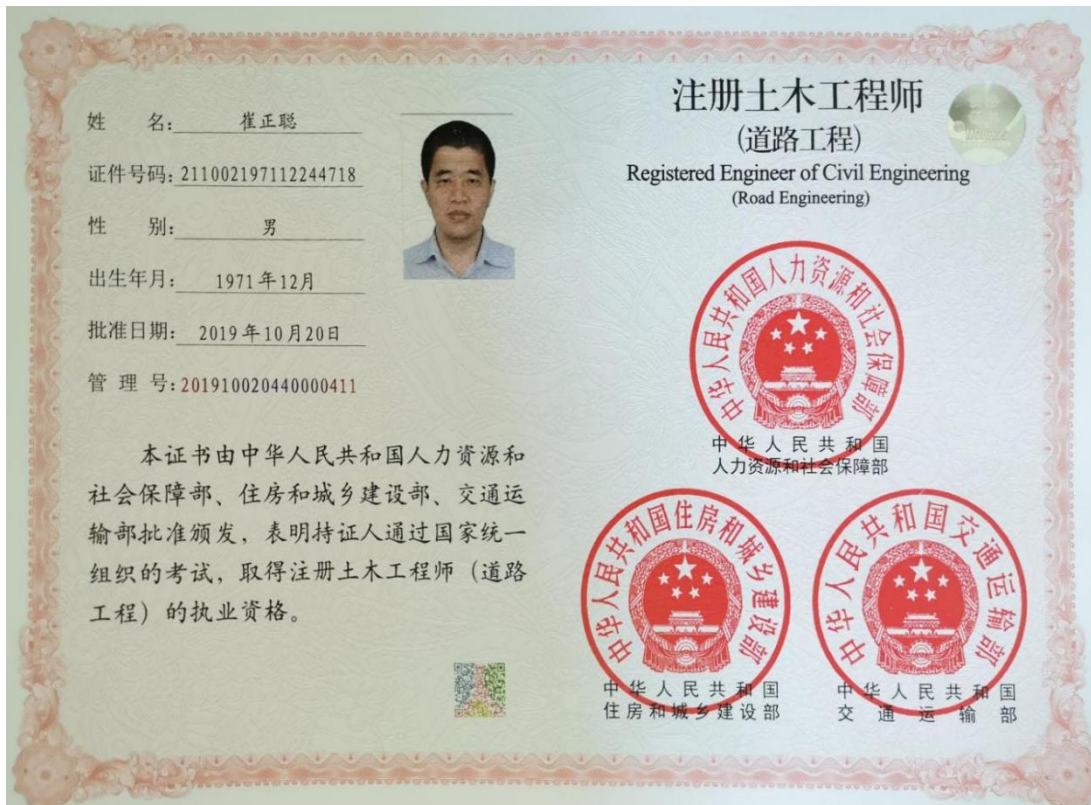 姓 名: 崔正聪
证件号码: 211002197112244718
性 别: 男
出生年月: 1971年12月
批准日期: 2019年10月20日
管 理 号: 201910020440000411
本证书由中华人民共和国人力资源和
社会保障部、住房和城乡建设部、交通运
输部批准颁发，表明持证人通过国家统一
组织的考试，取得注册土木工程师（道路
工程）的执业资格。
注册土木工程师
(道路工程)
Registered Engineer of Civil Engineering
(Road Engineering)
中华人民共和国人力资源和社会保障部
中华人民共和国
人力资源和社会保障部
中华人民共和国住房和城乡建设部
中华人民共和国
住房和城乡建设部
中华人民共和国交通运输部
中华人民共和国
交通运输部